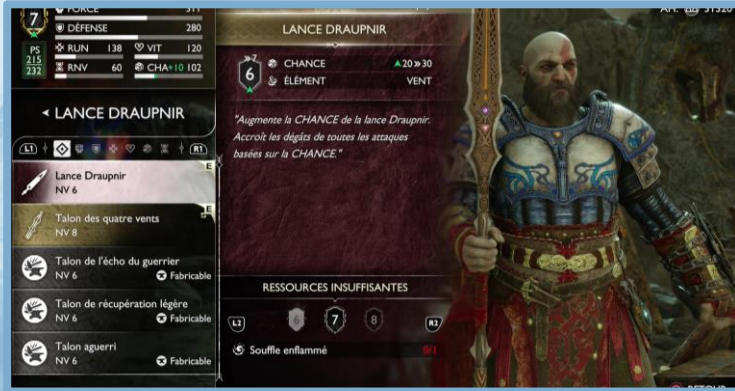 7
FORCE 311
DÉFENSE 280
PS
215
232
RUN 138 VIT 120
RNV 60 CHA+10 102
LANCE DRAUPNIR
L1 R1
Lance Draupnir
NV 6
E
Talon des quatre vents
NV 8
E
Talon de l'écho du guerrier
NV 6 Fabricable
Talon de récupération légère
NV 6 Fabricable
Talon aguerri
NV 6 Fabricable
LANCE DRAUPNIR
7
6
CHANCE 20»30
ÉLÉMENT VENT
"Augmente la CHANCE de la lance Draupnir.
Accroît les dégâts de toutes les attaques
basées sur la CHANCE."
RESSOURCES INSUFFISANTES
L2 6 7 8 R2
Souffle enflammé 0/1
RETOUR